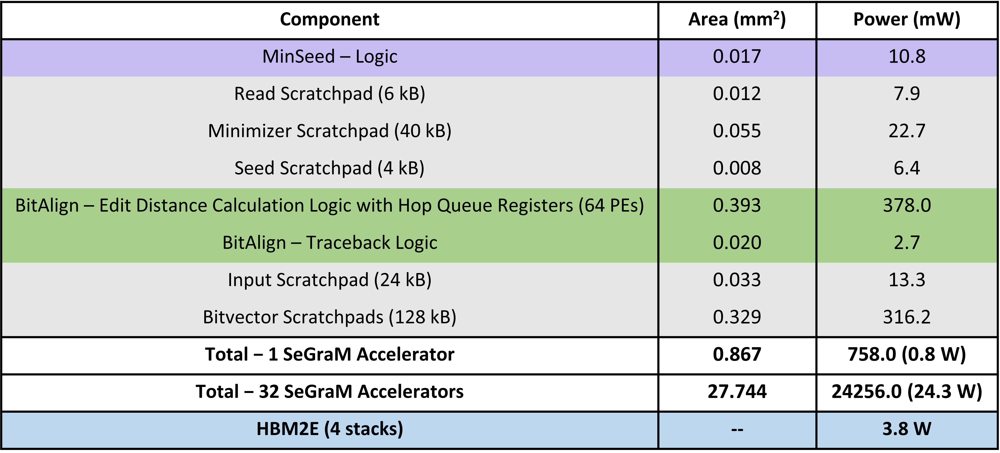 Component Area (mm²) Power (mW)
MinSeed – Logic 0.017 10.8
Read Scratchpad (6 kB) 0.012 7.9
Minimizer Scratchpad (40 kB) 0.055 22.7
Seed Scratchpad (4 kB) 0.008 6.4
BitAlign – Edit Distance Calculation Logic with Hop Queue Registers (64 PEs) 0.393 378.0
BitAlign – Traceback Logic 0.020 2.7
Input Scratchpad (24 kB) 0.033 13.3
Bitvector Scratchpads (128 kB) 0.329 316.2
Total – 1 SeGraM Accelerator 0.867 758.0 (0.8 W)
Total – 32 SeGraM Accelerators 27.744 24256.0 (24.3 W)
HBM2E (4 stacks) -- 3.8 W